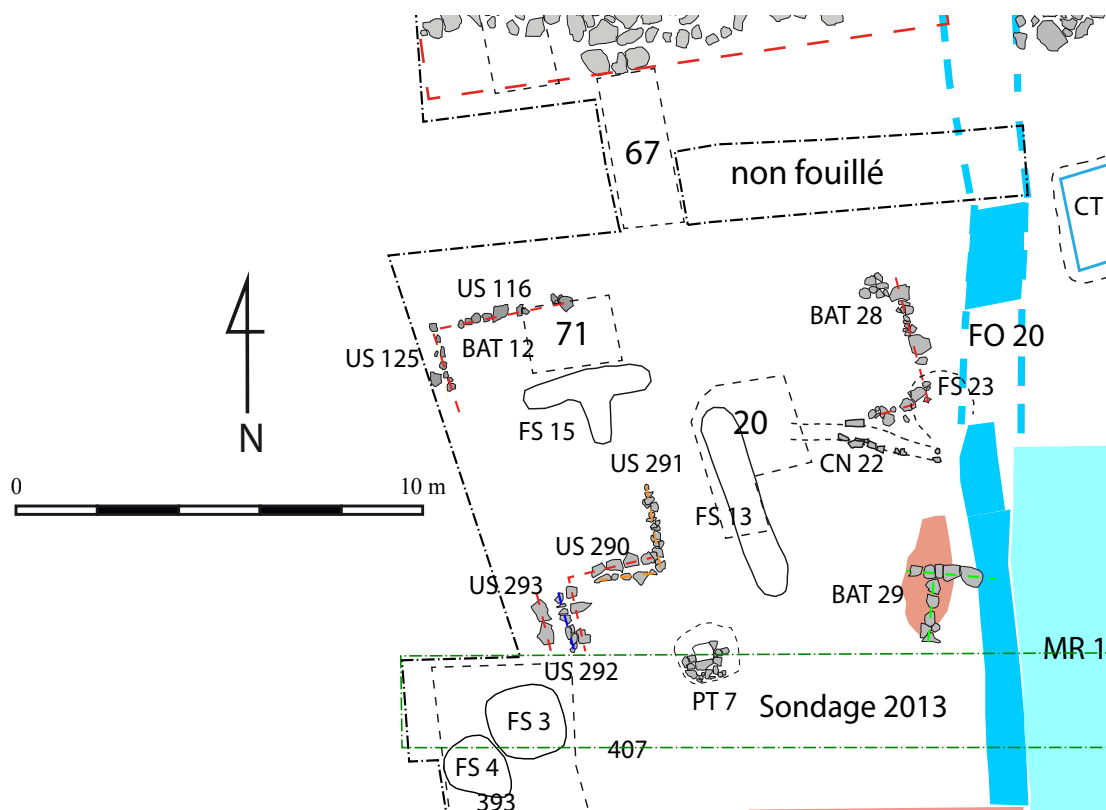 67
non fouillé
CT
US 116
BAT 12
71
US 125
BAT 28
FO 20
FS 23
FS 15
20
CN 22
N
0
10 m
US 291
FS 13
US 290
US 293
BAT 29
US 292
MR 1
PT 7
Sondage 2013
FS 3
407
FS 4
393